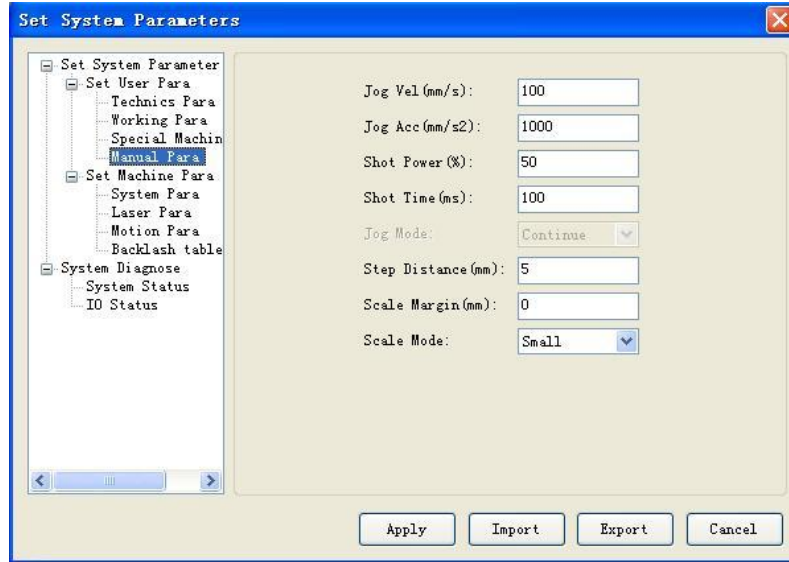 Set System Parameters
Set System Parameter
Set User Para
Technics Para
Working Para
Special Machin
Manual Para
Set Machine Para
System Para
Laser Para
Motion Para
Backlash table
System Diagnose
System Status
IO Status
Jog Vel(mm/s): 100
Jog Acc(mm/s2): 1000
Shot Power(%): 50
Shot Time(ms): 100
Jog Mode: Continue
Step Distance(mm): 5
Scale Margin(mm): 0
Scale Mode: Small
Apply Import Export Cancel